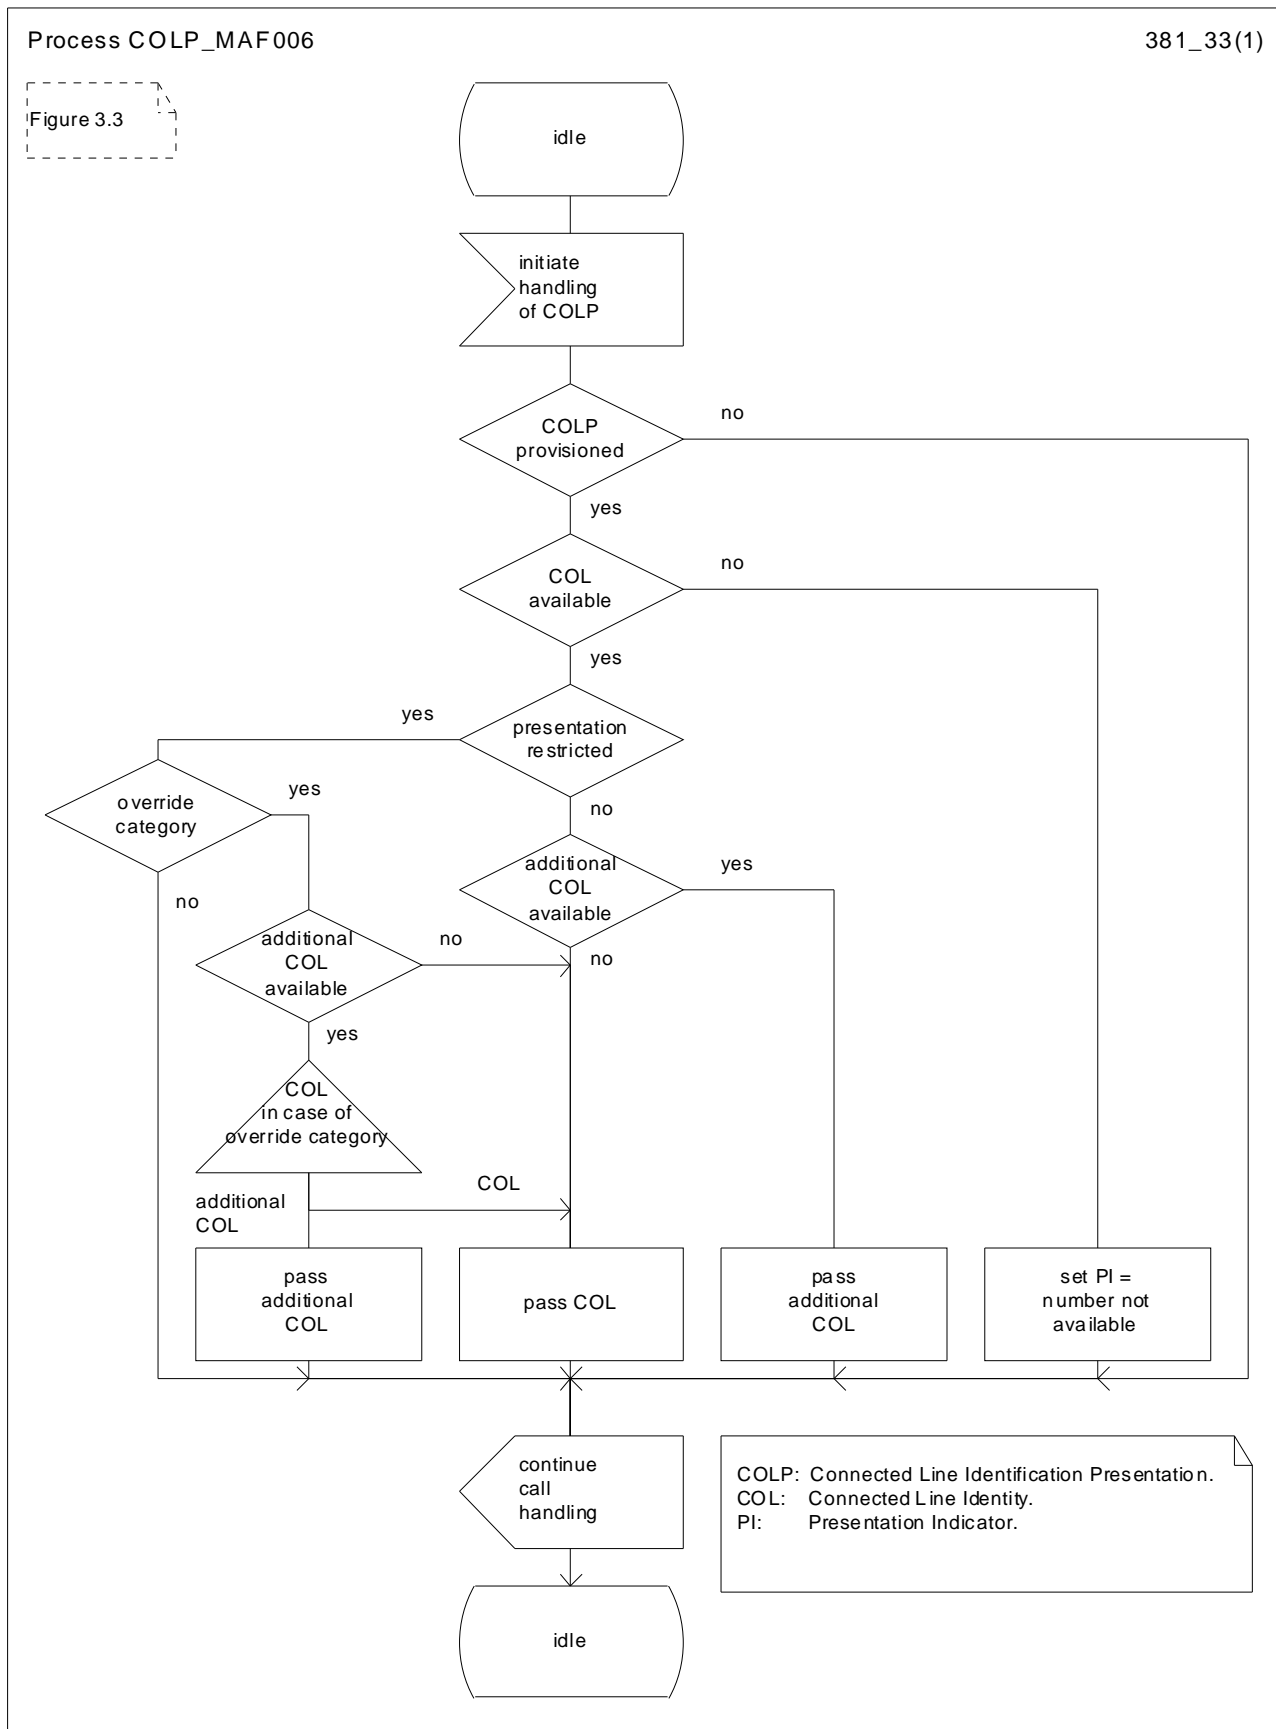 Process COLP_MAF006
381_33(1)
Figure 3.3
idle
initiate
handling
of COLP
COLP
provisioned
no
yes
COL
available
no
yes
presentation
restricted
yes
no
override
category
yes
no
additional
COL
available
yes
no
additional
COL
available
no
yes
COL
in case of
override category
additional
COL
COL
pass
additional
COL
pass COL
pass
additional
COL
set PI =
number not
available
continue
call
handling
COLP: Connected Line Identification Presentation.
COL: Connected Line Identity.
PI: Presentation Indicator.
idle